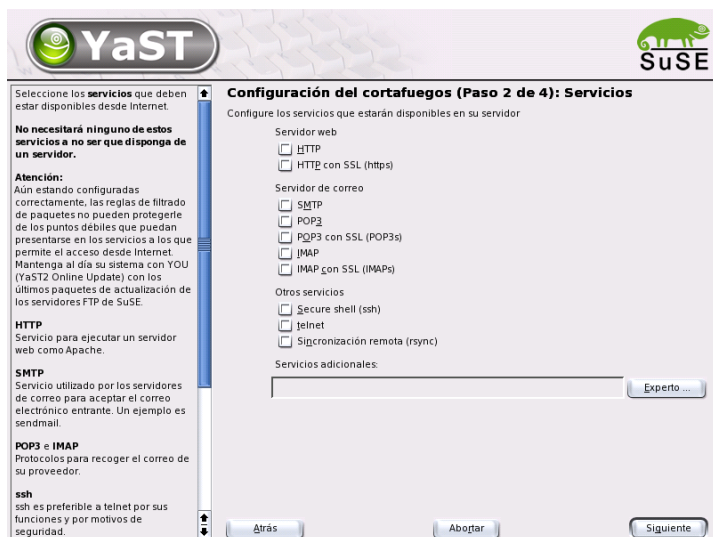 YaST
SuSE
Seleccione los servicios que deben
estar disponibles desde Internet.
No necesitará ninguno de estos
servicios a no ser que disponga de
un servidor.
Atención:
Aún estando configuradas
correctamente, las reglas de filtrado
de paquetes no pueden protegerle
de los puntos débiles que puedan
presentarse en los servicios a los que
permite el acceso desde Internet.
Mantenga al día su sistema con YOU
(YaST2 Online Update) con los
últimos paquetes de actualización de
los servidores FTP de SuSE.
HTTP
Servicio para ejecutar un servidor
web como Apache.
SMTP
Servicio utilizado por los servidores
de correo para aceptar el correo
electrónico entrante. Un ejemplo es
sendmail.
POP3 e IMAP
Protocolos para recoger el correo de
su proveedor.
ssh
ssh es preferible a telnet por sus
funciones y por motivos de
seguridad.
Configuración del cortafuegos (Paso 2 de 4): Servicios
Configure los servicios que estarán disponibles en su servidor
Servidor web
HTTP
HTTP con SSL (https)
Servidor de correo
SMTP
POP3
POP3 con SSL (POP3s)
IMAP
IMAP con SSL (IMAPs)
Otros servicios
Secure shell (ssh)
telnet
Sincronización remota (rsync)
Servicios adicionales:
Experto ...
Atrás
Abortar
Siguiente